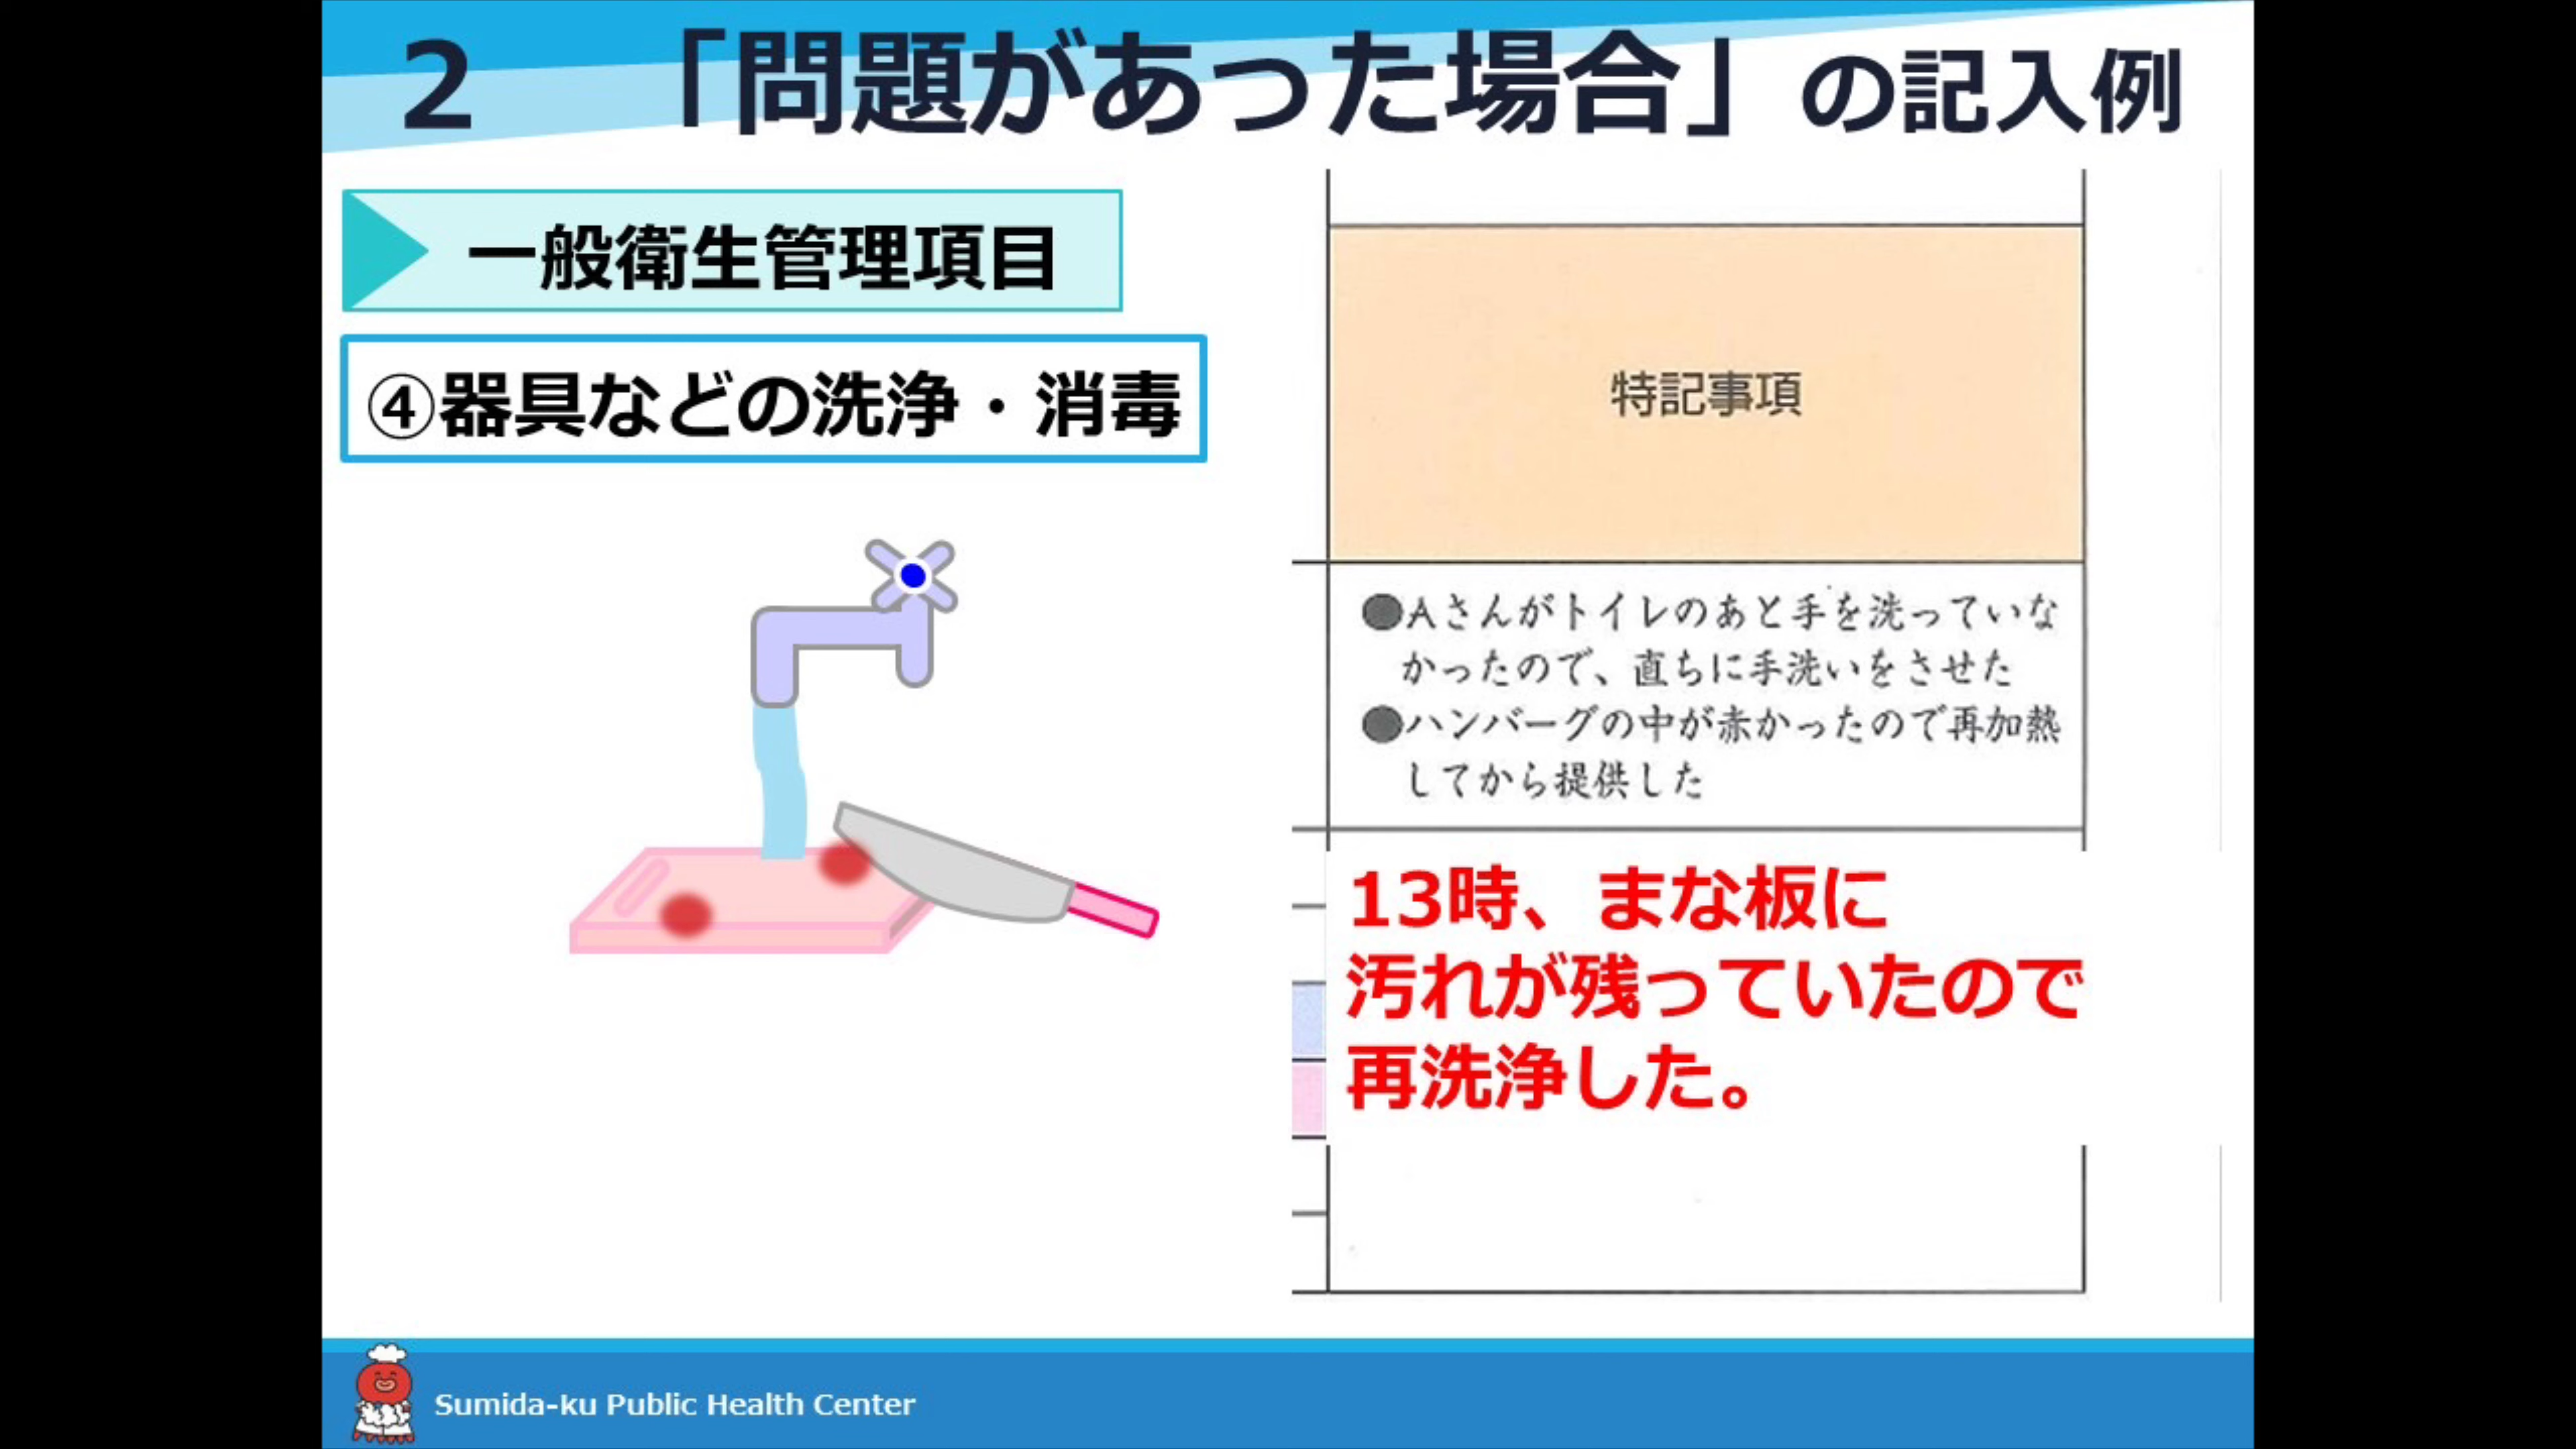 2 「問題があった場合」の記入例
一般衛生管理項目
④器具などの洗浄・消毒
特記事項
●Aさんがトイレのあと手を洗っていな
かったので、直ちに手洗いをさせた
●ハンバーグの中が赤かったので再加熱
してから提供した
13時、まな板に
汚れが残っていたので
再洗浄した。
Sumida-ku Public Health Center